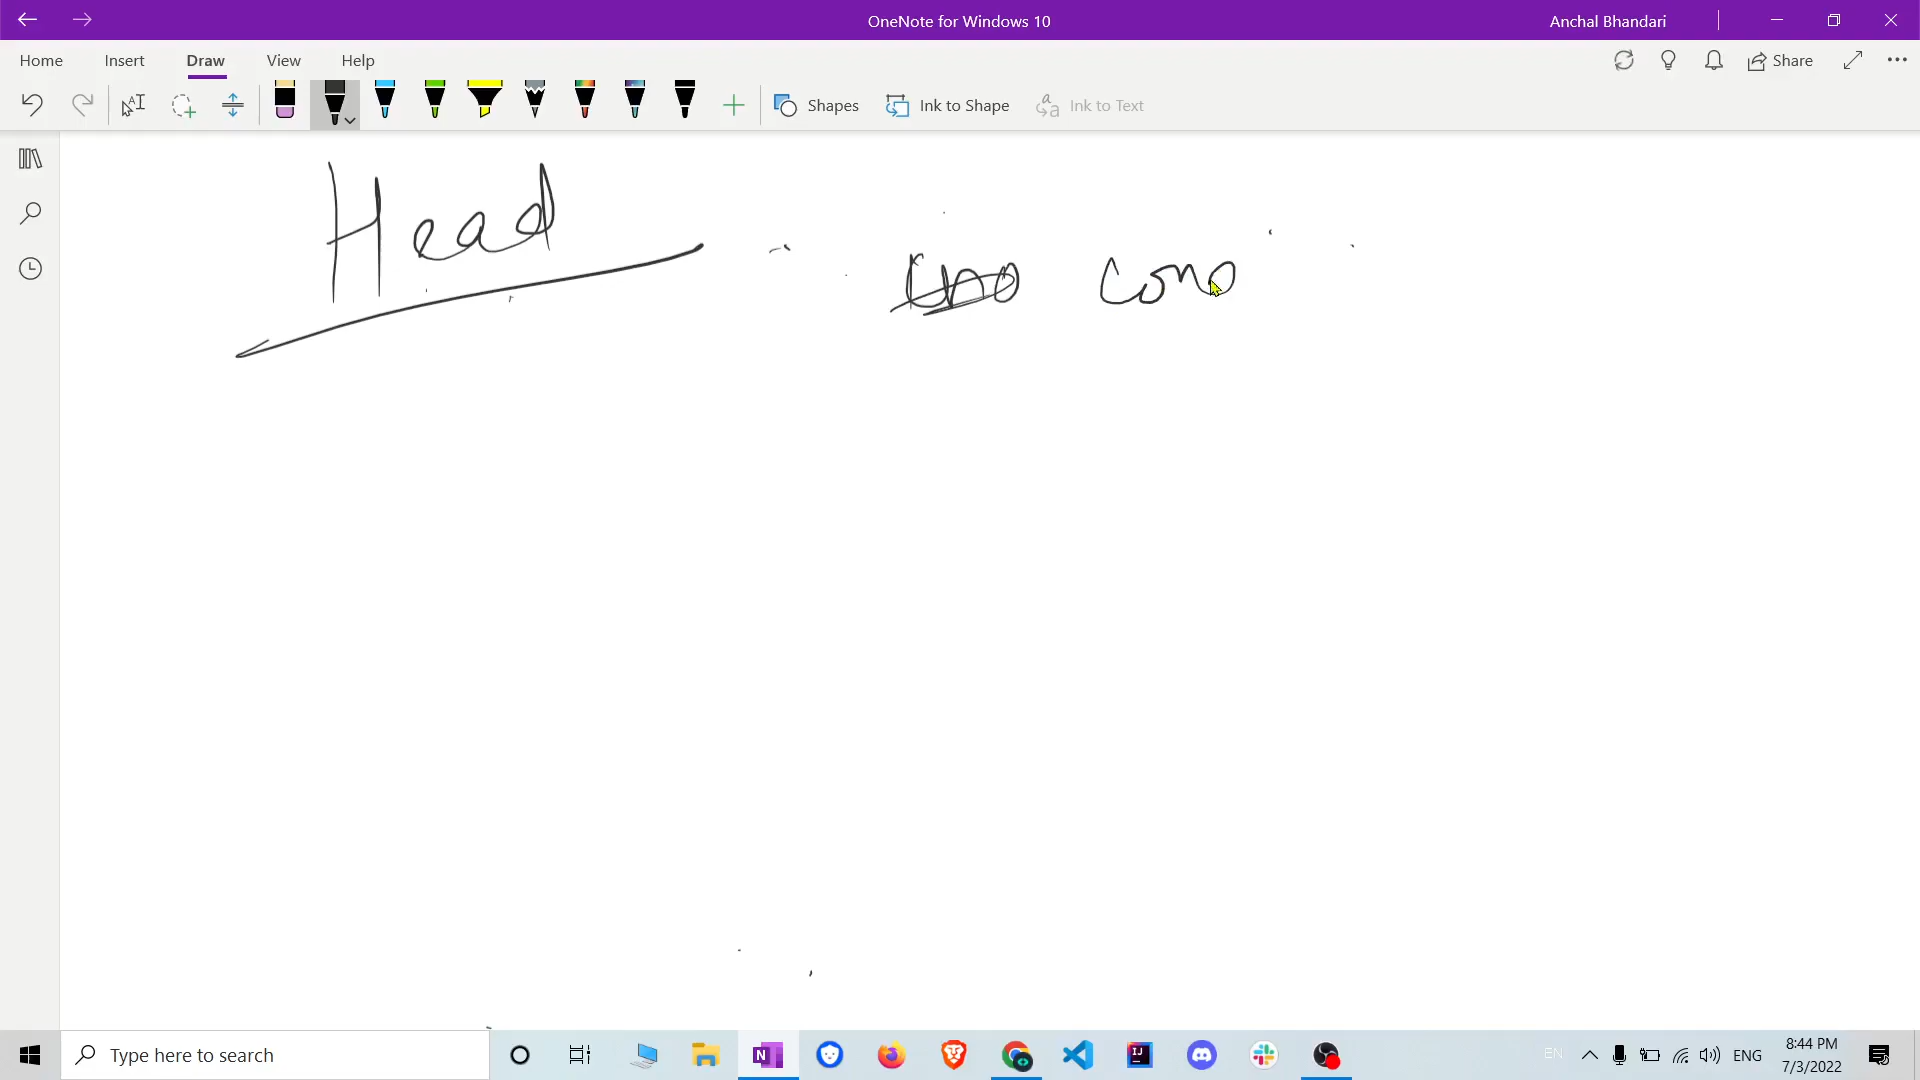 OneNote for Windows 10
Anchal Bhandari
Home Insert Draw View Help
Share
Shapes Ink to Shape Ink to Text
Head
Cono
Type here to search
EN
ENG
8:44 PM
7/3/2022